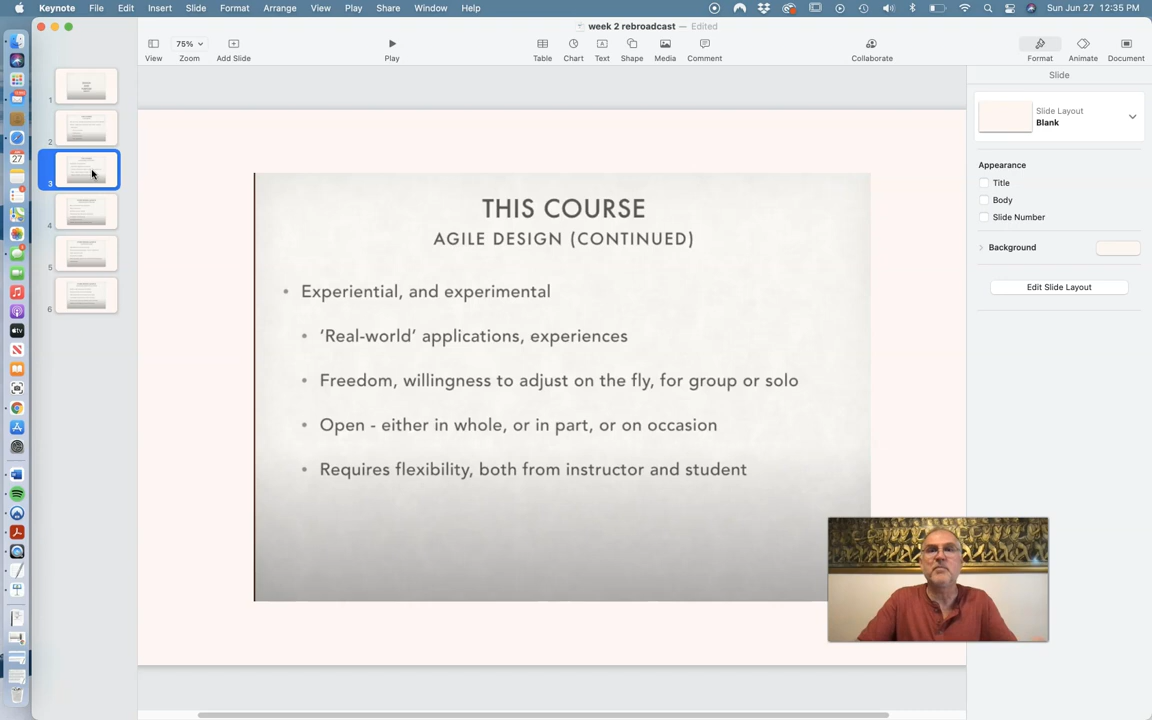 Keynote File Edit Insert Slide Format Arrange View Play Share Window Help Sun Jun 27 12:35 PM
week 2 rebroadcast — Edited
75%
View Zoom Add Slide Play Table Chart Text Shape Media Comment Collaborate Format Animate Document
Slide
Slide Layout
Blank
Appearance
Title
Body
Slide Number
Background
Edit Slide Layout
1
2
3
4
5
6
27
THIS COURSE
AGILE DESIGN (CONTINUED)
• Experiential, and experimental
• ‘Real-world’ applications, experiences
• Freedom, willingness to adjust on the fly, for group or solo
• Open - either in whole, or in part, or on occasion
• Requires flexibility, both from instructor and student